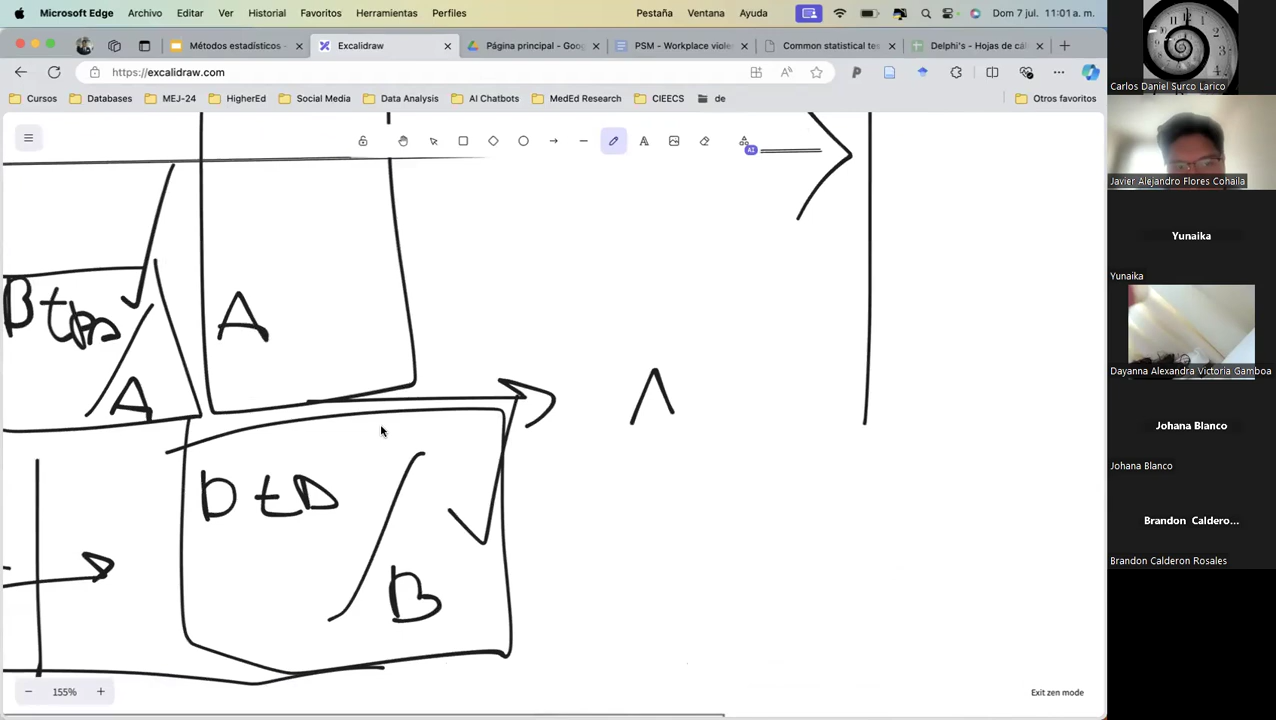 Microsoft Edge Archivo Editar Ver Historial Favoritos Herramientas Perfiles Pestaña Ventana Ayuda Dom 7 jul. 11:01 a. m.
Métodos estadísticos - Excalidraw Página principal - Goog PSM - Workplace viole Common statistical tes Delphi's - Hojas de cál
https://excalidraw.com
Cursos Databases MEJ-24 HigherEd Social Media Data Analysis AI Chatbots MedEd Research CIEECS de Otros favoritos
AI
A
A
B
155%
Exit zen mode
Carlos Daniel Surco Larico
Javier Alejandro Flores Cohaila
Yunaika
Yunaika
Dayanna Alexandra Victoria Gamboa
Johana Blanco
Johana Blanco
Brandon Caldero...
Brandon Calderon Rosales